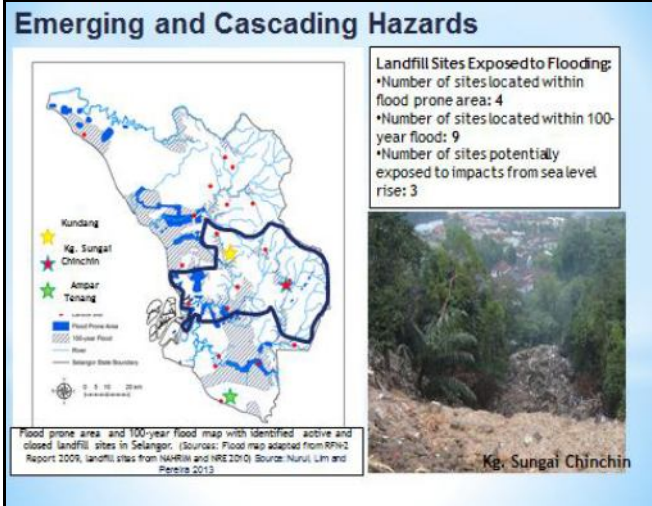 Emerging and Cascading Hazards
Landfill Sites Exposed to Flooding:
•Number of sites located within
flood prone area: 4
•Number of sites located within 100-
year flood: 9
•Number of sites potentially
exposed to impacts from sea level
rise: 3
Kundang
Kg. Sungai
Chinchin
Ampar
Tenang
Flood Prone Area
100-year Flood
River
Selangor State Boundary
0 5 10 20 km
Flood prone area and 100-year flood map with identified active and
closed landfill sites in Selangor. (Sources: Flood map adapted from RFN-2
Report 2009, landfill sites from NAHRIM and NRE 2010) Source: Nurul, Lim and
Pereira 2013
Kg. Sungai Chinchin